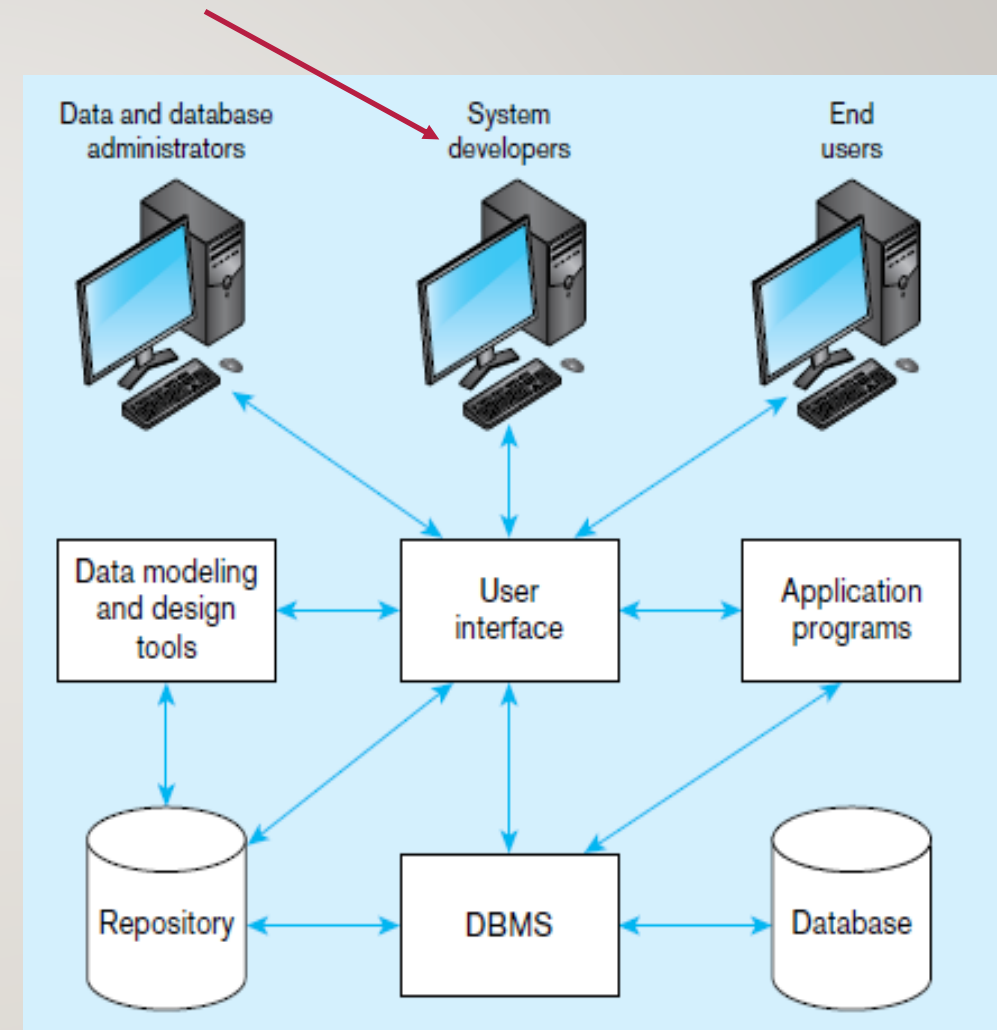 Data and database
administrators
System
developers
End
users
Data modeling
and design
tools
User
interface
Application
programs
Repository
DBMS
Database